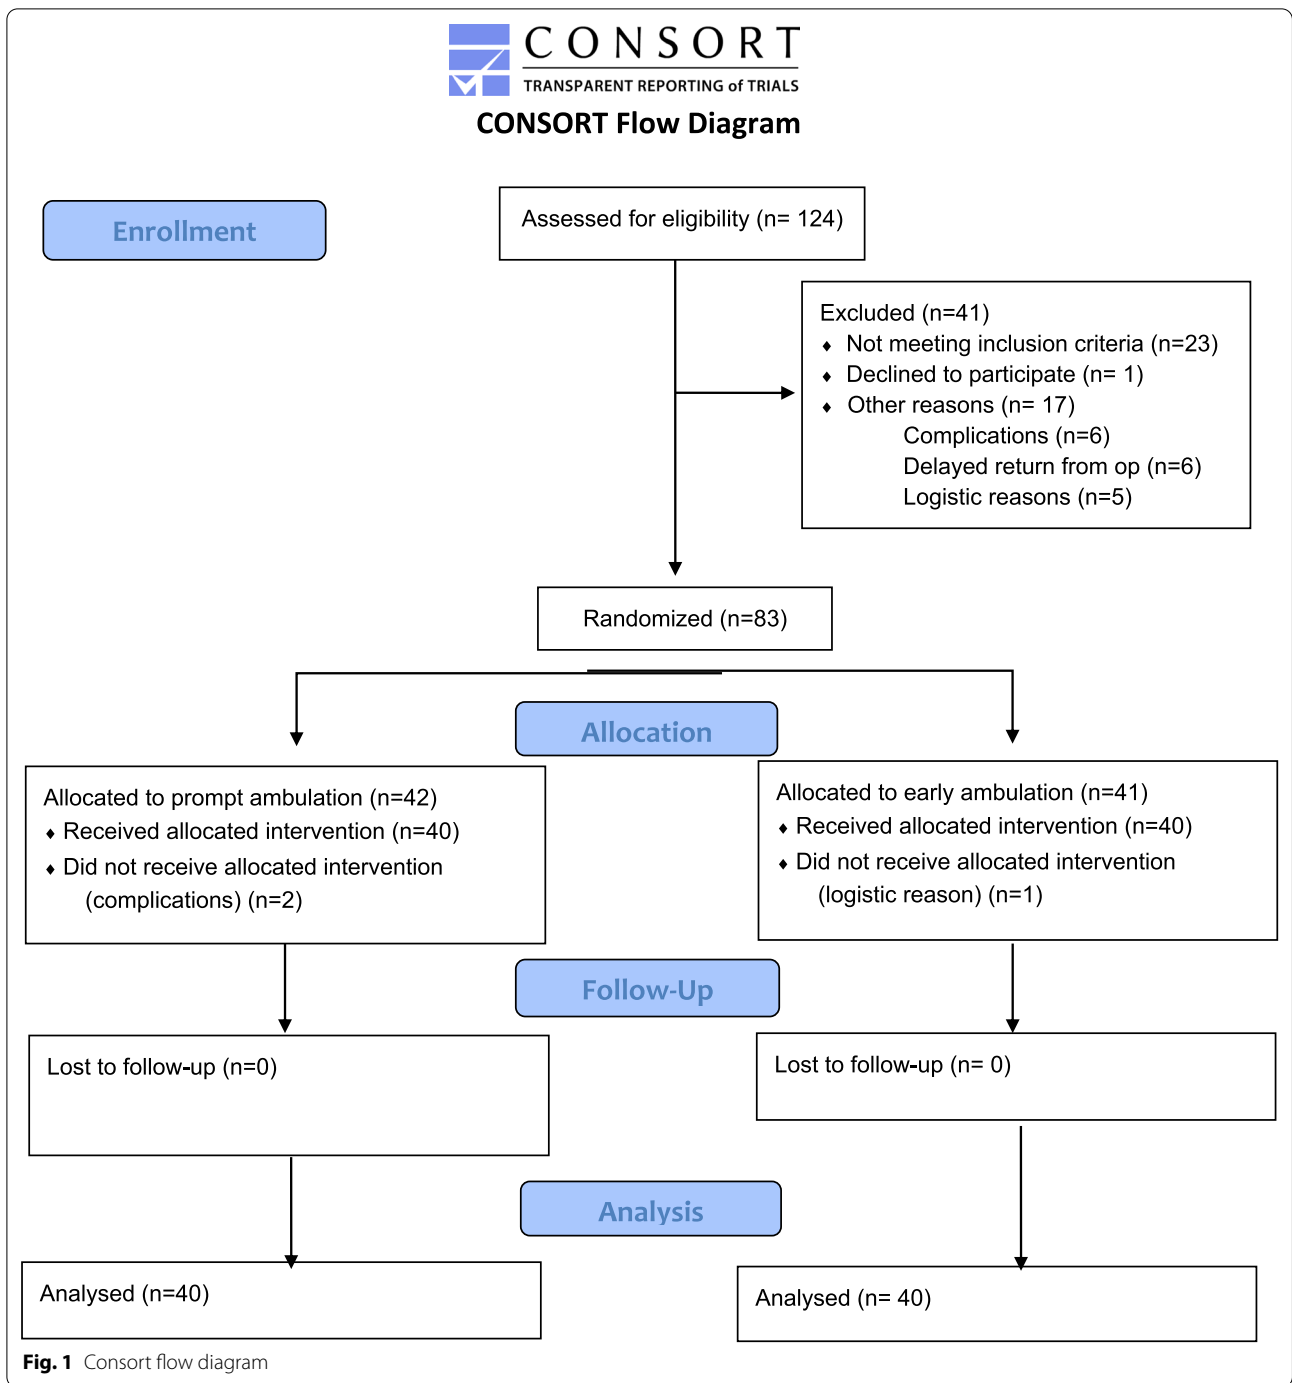 CONSORT
TRANSPARENT REPORTING of TRIALS
CONSORT Flow Diagram
Enrollment
Assessed for eligibility (n= 124)
Excluded (n=41)
♦ Not meeting inclusion criteria (n=23)
♦ Declined to participate (n= 1)
♦ Other reasons (n= 17)
Complications (n=6)
Delayed return from op (n=6)
Logistic reasons (n=5)
Randomized (n=83)
Allocation
Allocated to prompt ambulation (n=42)
♦ Received allocated intervention (n=40)
♦ Did not receive allocated intervention
(complications) (n=2)
Allocated to early ambulation (n=41)
♦ Received allocated intervention (n=40)
♦ Did not receive allocated intervention
(logistic reason) (n=1)
Follow-Up
Lost to follow-up (n=0)
Lost to follow-up (n= 0)
Analysis
Analysed (n=40)
Analysed (n= 40)
Fig. 1 Consort flow diagram